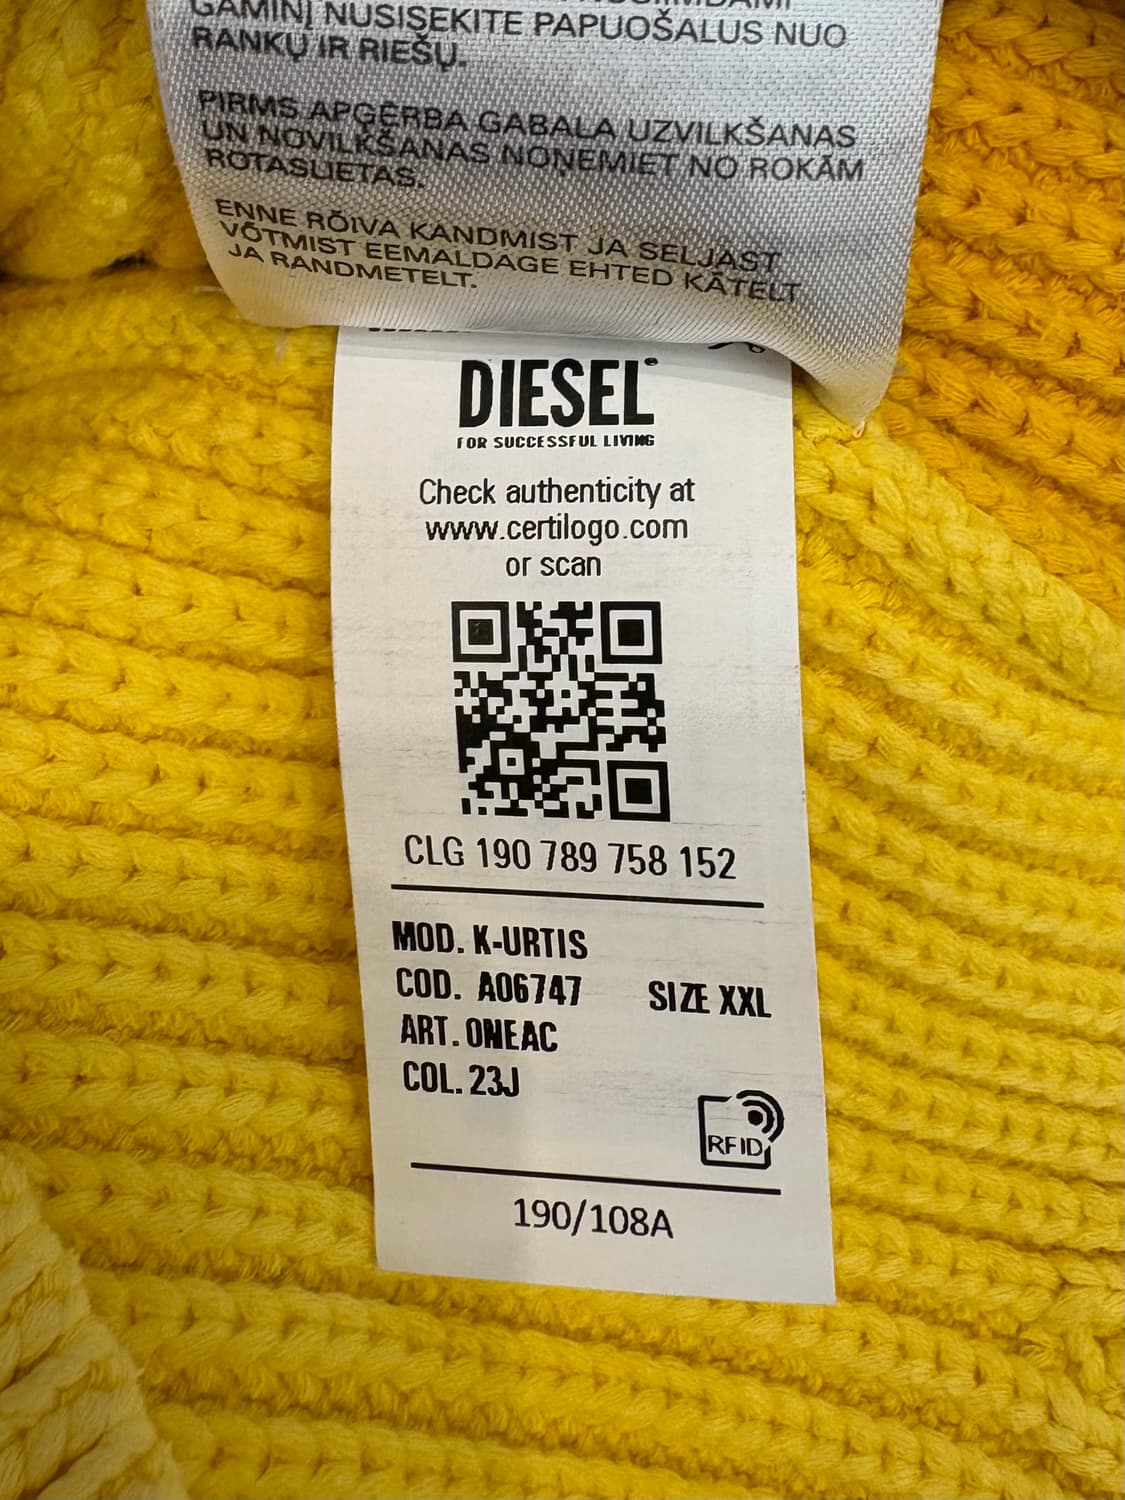 GAMINĮ NUSISEKITE PAPUOŠALUS NUO
RANKŲ IR RIEŠŲ.
PIRMS APĢĒRBA GABALA UZVILKŠANAS
UN NOVILKŠANAS NOŅEMIET NO ROKĀM
ROTASLIETAS.
ENNE RÕIVA KANDMIST JA SELJAST
VÕTMIST EEMALDAGE EHTED KÄTELT
JA RANDMETELT.
DIESEL
FOR SUCCESSFUL LIVING
Check authenticity at
www.certilogo.com
or scan
CLG 190 789 758 152
MOD. K-URTIS
COD. A06747 SIZE XXL
ART. ONEAC
COL. 23J
RFID
190/108A